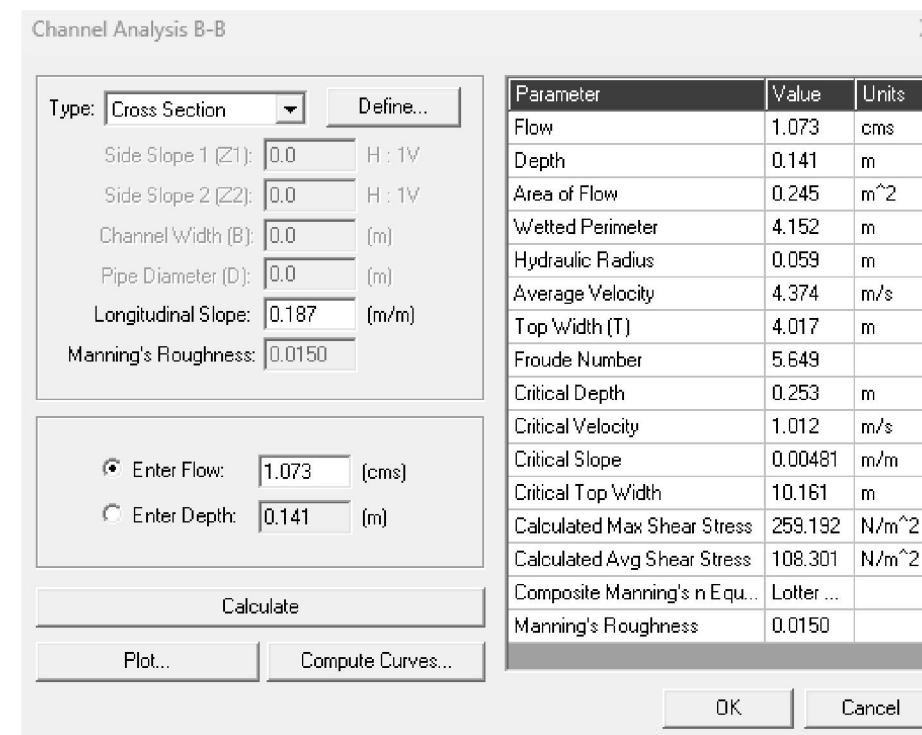 Channel Analysis B-B
Type: Cross Section Define...
Side Slope 1 (Z1): 0.0 H : 1V
Side Slope 2 (Z2): 0.0 H : 1V
Channel Width (B): 0.0 (m)
Pipe Diameter (D): 0.0 (m)
Longitudinal Slope: 0.187 (m/m)
Manning's Roughness: 0.0150
Enter Flow: 1.073 (cms)
Enter Depth: 0.141 (m)
Calculate
Plot... Compute Curves...
Parameter Value Units
Flow 1.073 cms
Depth 0.141 m
Area of Flow 0.245 m^2
Wetted Perimeter 4.152 m
Hydraulic Radius 0.059 m
Average Velocity 4.374 m/s
Top Width (T) 4.017 m
Froude Number 5.649
Critical Depth 0.253 m
Critical Velocity 1.012 m/s
Critical Slope 0.00481 m/m
Critical Top Width 10.161 m
Calculated Max Shear Stress 259.192 N/m^2
Calculated Avg Shear Stress 108.301 N/m^2
Composite Manning's n Equ... Lotter ...
Manning's Roughness 0.0150
OK Cancel